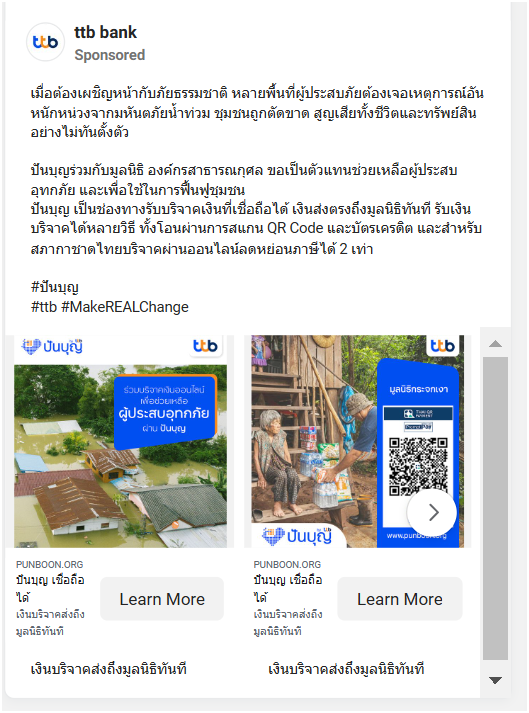 ttb bank
Sponsored
เมื่อต้องเผชิญหน้ากับภัยธรรมชาติ หลายพื้นที่ผู้ประสบภัยต้องเจอเหตุการณ์อัน
หนักหน่วงจากมหันตภัยน้ำท่วม ชุมชนถูกตัดขาด สูญเสียทั้งชีวิตและทรัพย์สิน
อย่างไม่ทันตั้งตัว
ปันบุญร่วมกับมูลนิธิ องค์กรสาธารณกุศล ขอเป็นตัวแทนช่วยเหลือผู้ประสบ
อุทกภัย และเพื่อใช้ในการฟื้นฟูชุมชน
ปันบุญ เป็นช่องทางรับบริจาคเงินที่เชื่อถือได้ เงินส่งตรงถึงมูลนิธิทันที รับเงิน
บริจาคได้หลายวิธี ทั้งโอนผ่านการสแกน QR Code และบัตรเครดิต และสำหรับ
สภากาชาดไทยบริจาคผ่านออนไลน์ลดหย่อนภาษีได้ 2 เท่า
#ปันบุญ
#ttb #MakeREALChange
ปันบุญ
ttb
ร่วมบริจาคเงินออนไลน์
เพื่อช่วยเหลือ
ผู้ประสบอุทกภัย
ผ่าน ปันบุญ
ttb
มูลนิธิกระจกเงา
THAI QR PAYMENT
PromptPay
www.punboon.org
ปันบุญ
PUNBOON.ORG
ปันบุญ เชื่อถือ
ได้
เงินบริจาคส่งถึง
มูลนิธิทันที
Learn More
PUNBOON.ORG
ปันบุญ เชื่อถือ
ได้
เงินบริจาคส่งถึง
มูลนิธิทันที
Learn More
เงินบริจาคส่งถึงมูลนิธิทันที
เงินบริจาคส่งถึงมูลนิธิทันที